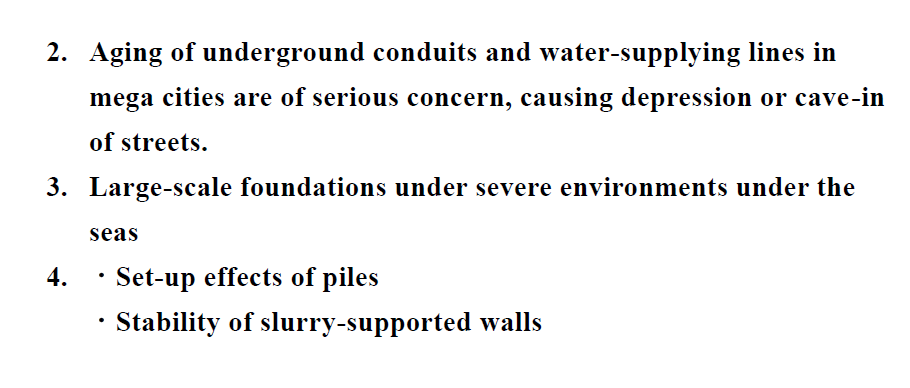 2. Aging of underground conduits and water-supplying lines in
mega cities are of serious concern, causing depression or cave-in
of streets.
3. Large-scale foundations under severe environments under the
seas
4. ・Set-up effects of piles
・Stability of slurry-supported walls